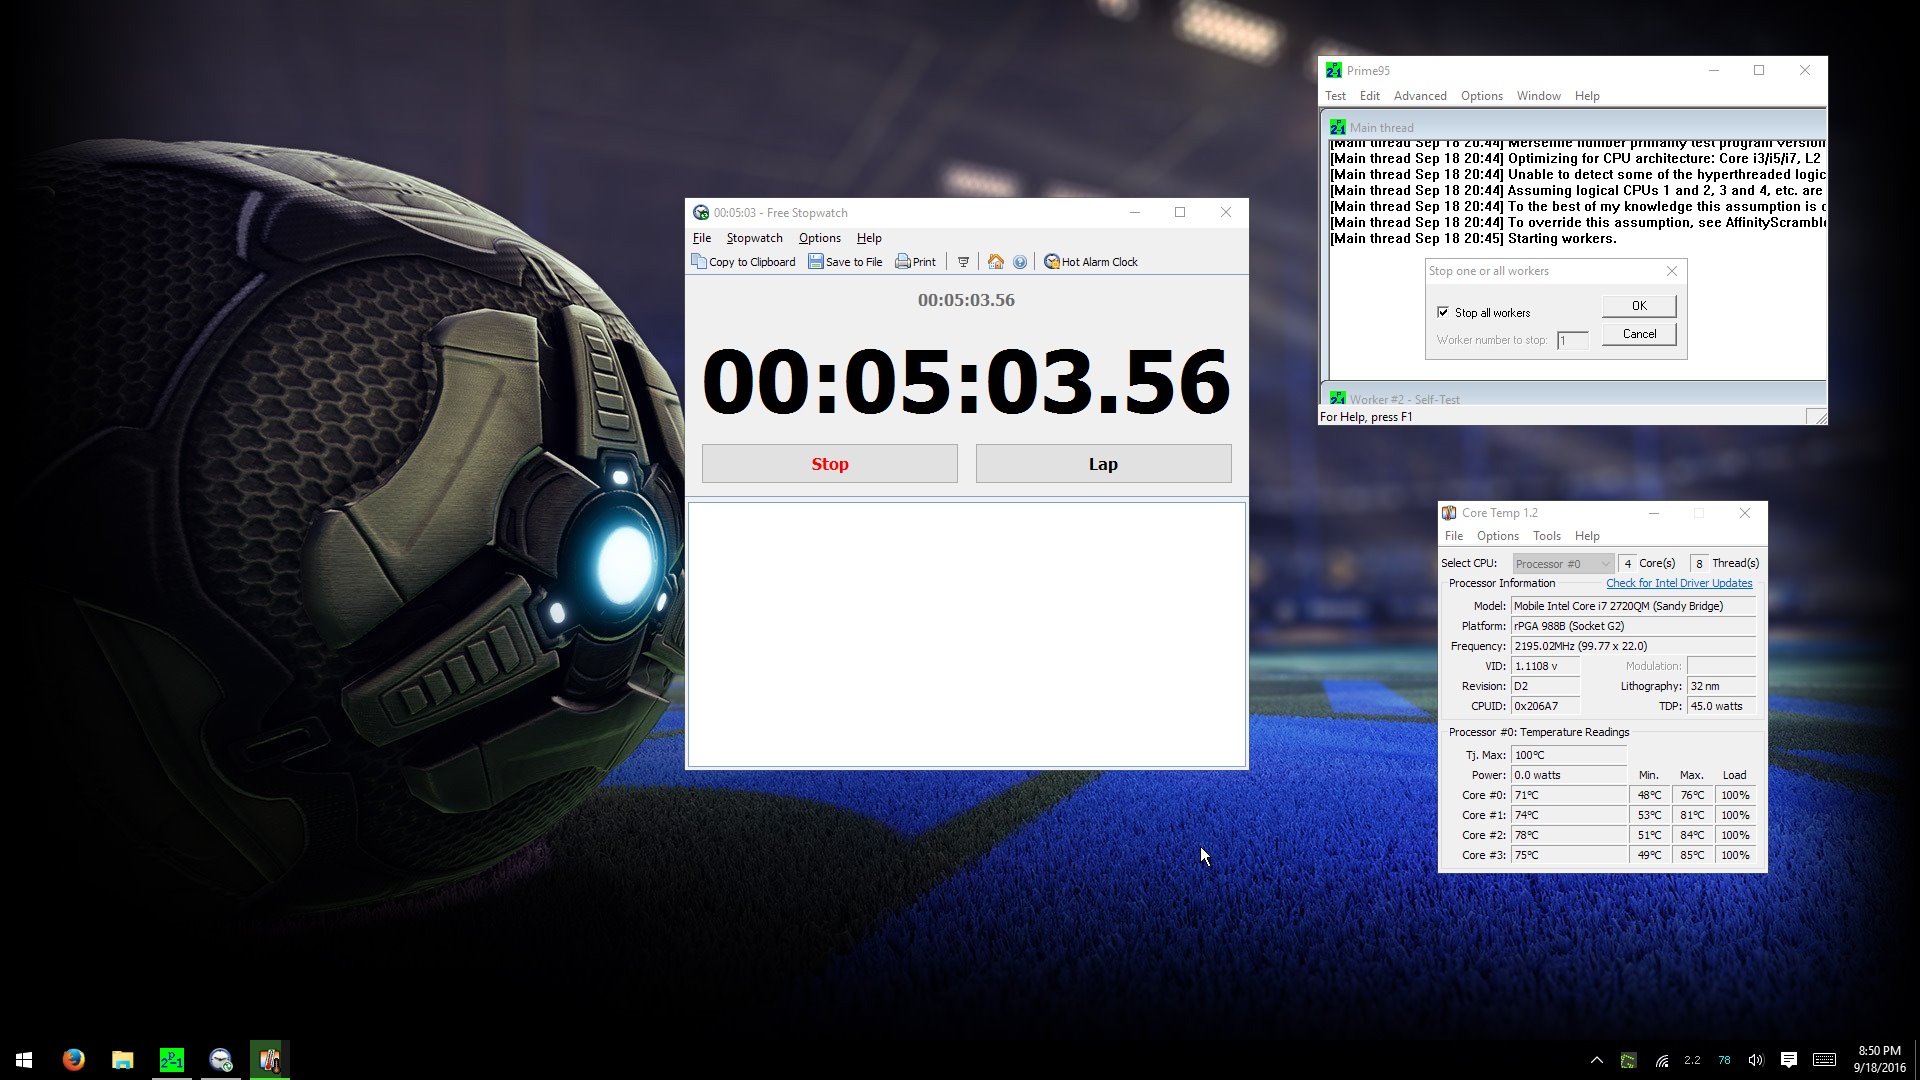 00:05:03 - Free Stopwatch
File Stopwatch Options Help
Copy to Clipboard Save to File Print Hot Alarm Clock
00:05:03.56
00:05:03.56
Stop Lap
Prime95
Test Edit Advanced Options Window Help
Main thread
[Main thread Sep 18 20:44] Mersenne number primality test program version
[Main thread Sep 18 20:44] Optimizing for CPU architecture: Core i3/i5/i7, L2
[Main thread Sep 18 20:44] Unable to detect some of the hyperthreaded logic
[Main thread Sep 18 20:44] Assuming logical CPUs 1 and 2, 3 and 4, etc. are
[Main thread Sep 18 20:44] To the best of my knowledge this assumption is c
[Main thread Sep 18 20:44] To override this assumption, see AffinityScramble
[Main thread Sep 18 20:45] Starting workers.
Stop one or all workers
Stop all workers
OK
Worker number to stop: 1
Cancel
Worker #2 - Self-Test
For Help, press F1
Core Temp 1.2
File Options Tools Help
Select CPU: Processor #0 4 Core(s) 8 Thread(s)
Processor Information Check for Intel Driver Updates
Model: Mobile Intel Core i7 2720QM (Sandy Bridge)
Platform: rPGA 988B (Socket G2)
Frequency: 2195.02MHz (99.77 x 22.0)
VID: 1.1108 v Modulation:
Revision: D2 Lithography: 32 nm
CPUID: 0x206A7 TDP: 45.0 watts
Processor #0: Temperature Readings
Tj. Max: 100°C
Power: 0.0 watts Min. Max. Load
Core #0: 71°C 48°C 76°C 100%
Core #1: 74°C 53°C 81°C 100%
Core #2: 78°C 51°C 84°C 100%
Core #3: 75°C 49°C 85°C 100%
2.2 78
8:50 PM
9/18/2016